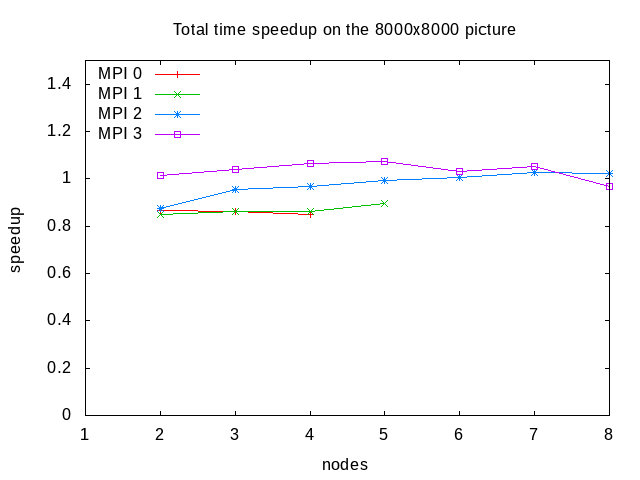 Total time speedup on the 8000x8000 picture
MPI 0
MPI 1
MPI 2
MPI 3
1.4
1.2
1
0.8
0.6
0.4
0.2
0
speedup
1 2 3 4 5 6 7 8
nodes